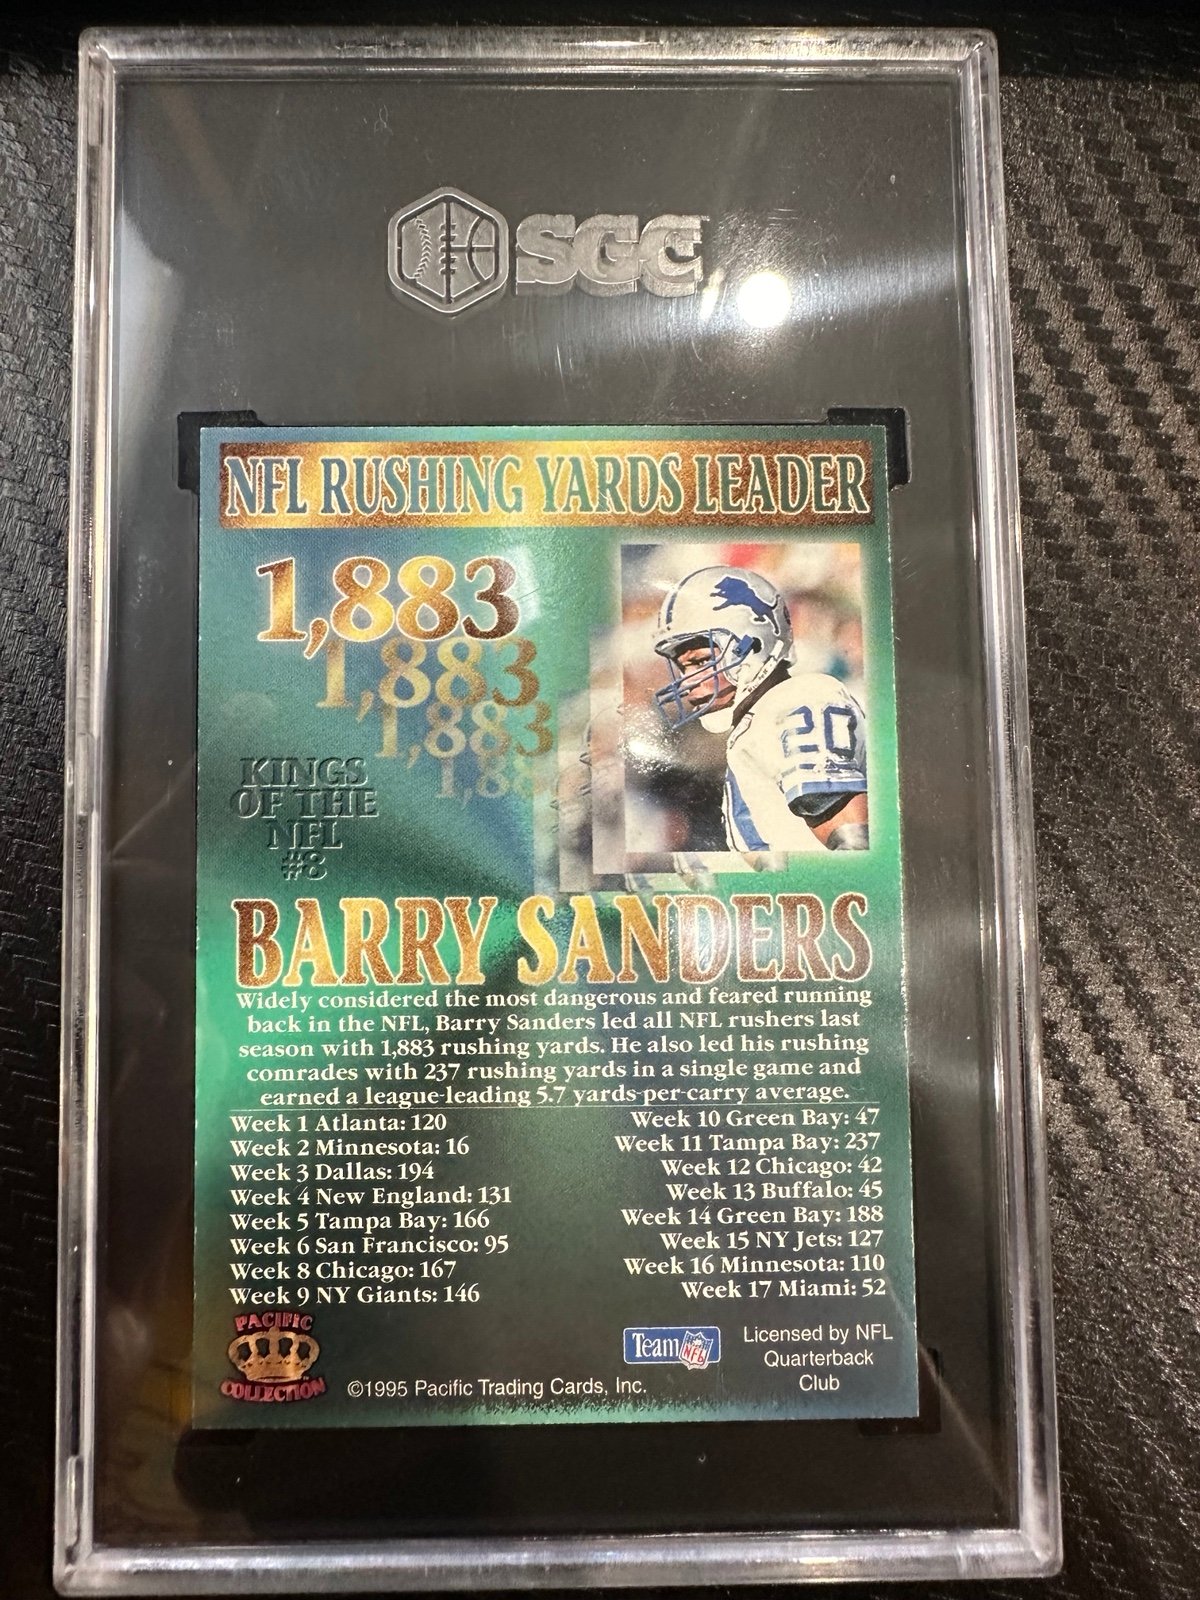 SGC
NFL RUSHING YARDS LEADER
1,883
1,883
1,883
1,88
20
KINGS
OF THE
NFL
#8
BARRY SANDERS
Widely considered the most dangerous and feared running
back in the NFL, Barry Sanders led all NFL rushers last
season with 1,883 rushing yards. He also led his rushing
comrades with 237 rushing yards in a single game and
earned a league-leading 5.7 yards-per-carry average.
Week 1 Atlanta: 120
Week 2 Minnesota: 16
Week 3 Dallas: 194
Week 4 New England: 131
Week 5 Tampa Bay: 166
Week 6 San Francisco: 95
Week 8 Chicago: 167
Week 9 NY Giants: 146
Week 10 Green Bay: 47
Week 11 Tampa Bay: 237
Week 12 Chicago: 42
Week 13 Buffalo: 45
Week 14 Green Bay: 188
Week 15 NY Jets: 127
Week 16 Minnesota: 110
Week 17 Miami: 52
PACIFIC
COLLECTION
©1995 Pacific Trading Cards, Inc.
Team NFL
Licensed by NFL
Quarterback
Club